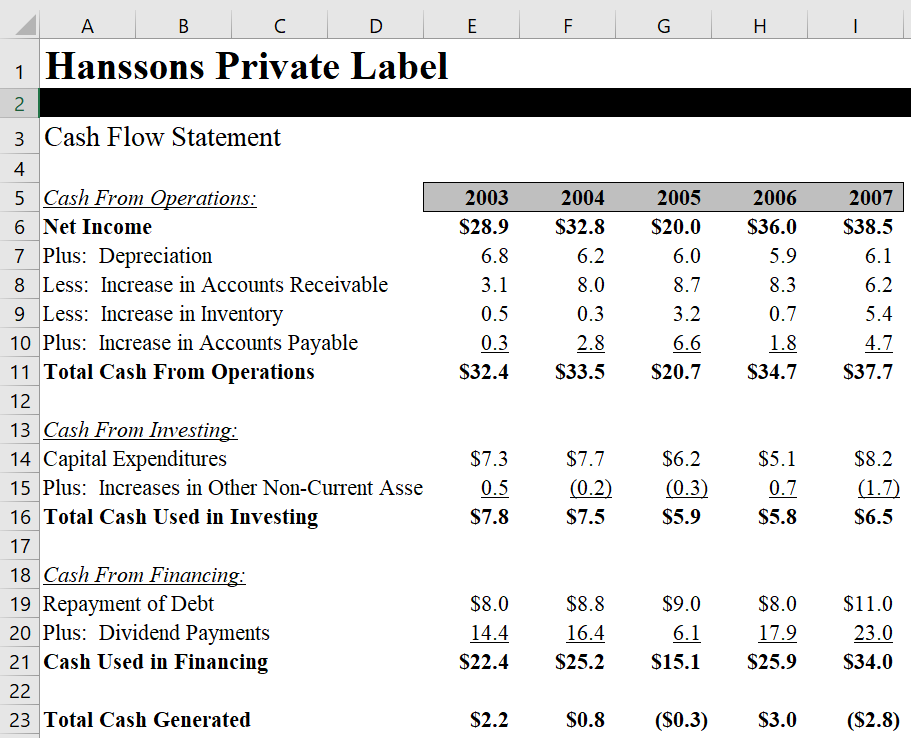 A B C D E F G H I
1 Hanssons Private Label
2
3 Cash Flow Statement
4
5 Cash From Operations: 2003 2004 2005 2006 2007
6 Net Income $28.9 $32.8 $20.0 $36.0 $38.5
7 Plus: Depreciation 6.8 6.2 6.0 5.9 6.1
8 Less: Increase in Accounts Receivable 3.1 8.0 8.7 8.3 6.2
9 Less: Increase in Inventory 0.5 0.3 3.2 0.7 5.4
10 Plus: Increase in Accounts Payable 0.3 2.8 6.6 1.8 4.7
11 Total Cash From Operations $32.4 $33.5 $20.7 $34.7 $37.7
12
13 Cash From Investing:
14 Capital Expenditures $7.3 $7.7 $6.2 $5.1 $8.2
15 Plus: Increases in Other Non-Current Asse 0.5 (0.2) (0.3) 0.7 (1.7)
16 Total Cash Used in Investing $7.8 $7.5 $5.9 $5.8 $6.5
17
18 Cash From Financing:
19 Repayment of Debt $8.0 $8.8 $9.0 $8.0 $11.0
20 Plus: Dividend Payments 14.4 16.4 6.1 17.9 23.0
21 Cash Used in Financing $22.4 $25.2 $15.1 $25.9 $34.0
22
23 Total Cash Generated $2.2 $0.8 ($0.3) $3.0 ($2.8)